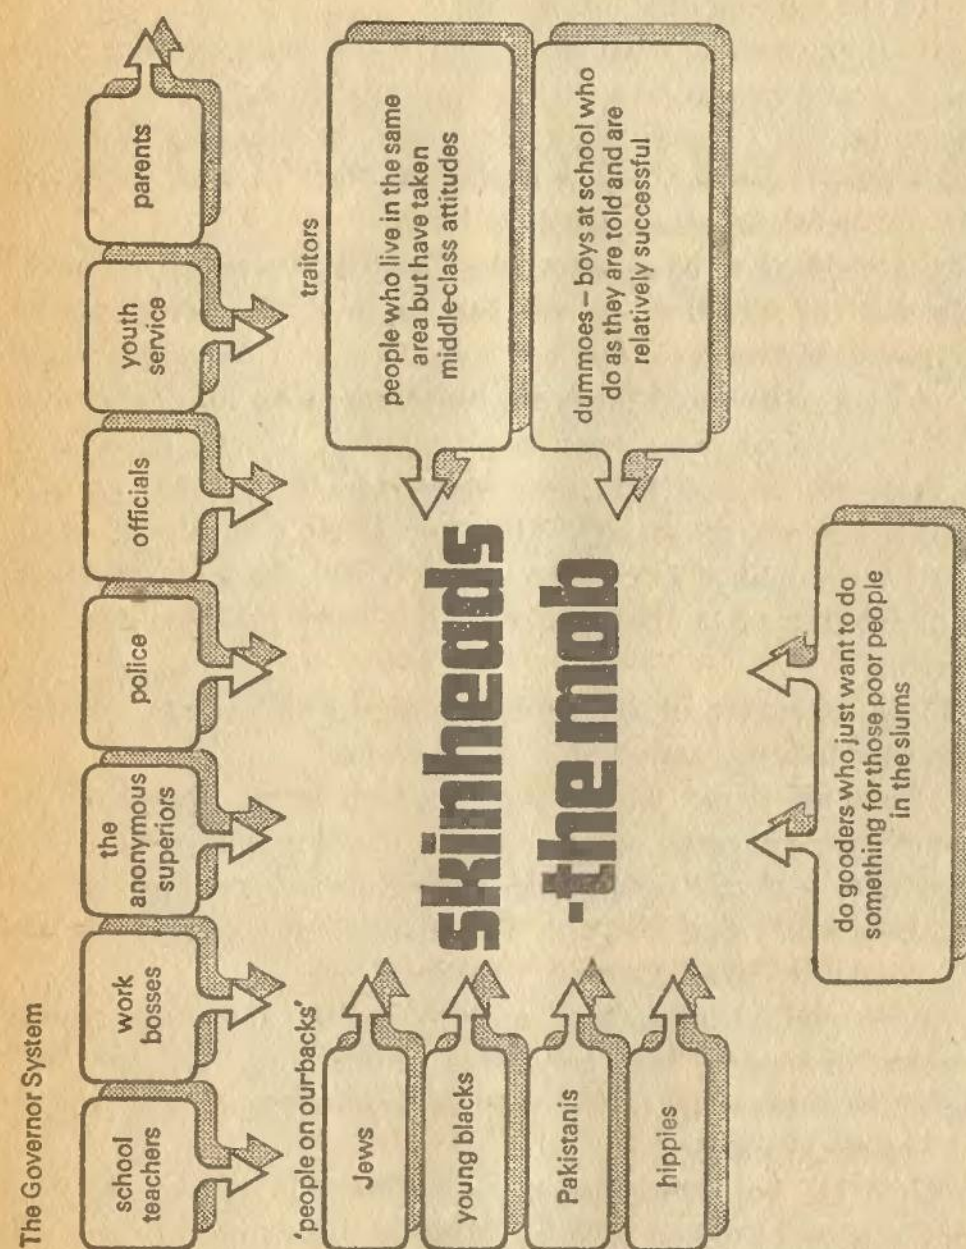 The Governor System
school
teachers
work
bosses
the
anonymous
superiors
police
officials
youth
service
parents
'people on ourbacks'
Jews
young blacks
Pakistanis
hippies
skinheads
-the mob
traitors
people who live in the same
area but have taken
middle-class attitudes
dummoes – boys at school who
do as they are told and are
relatively successful
do gooders who just want to do
something for those poor people
in the slums